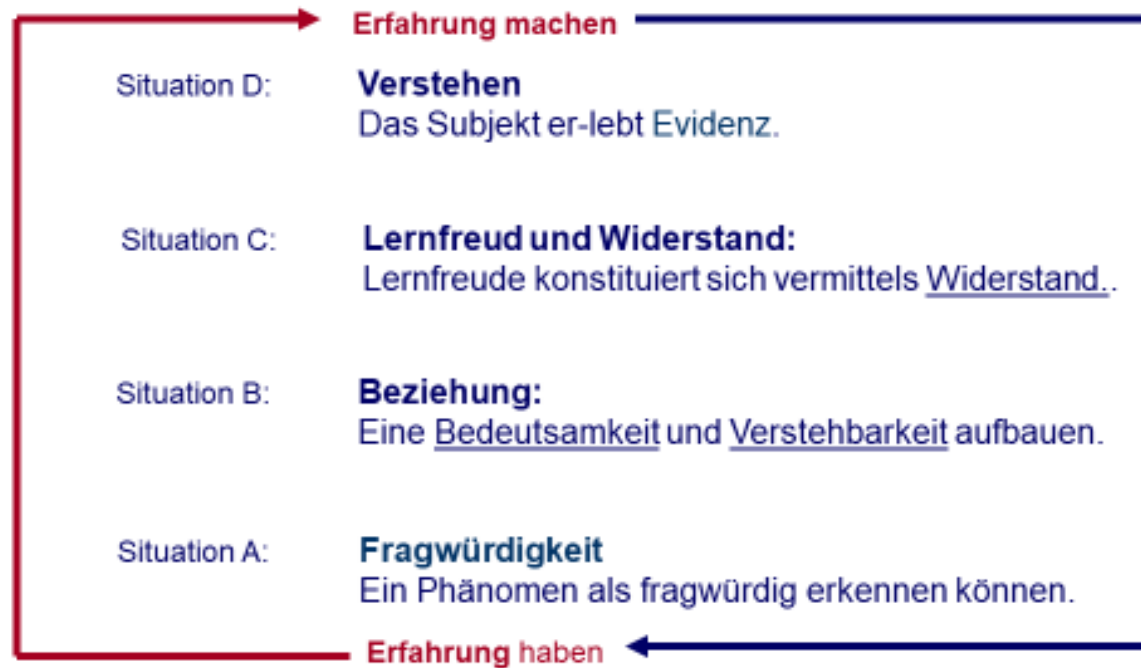 Erfahrung machen
Situation D: Verstehen
Das Subjekt er-lebt Evidenz.
Situation C: Lernfreud und Widerstand:
Lernfreude konstituiert sich vermittels Widerstand..
Situation B: Beziehung:
Eine Bedeutsamkeit und Verstehbarkeit aufbauen.
Situation A: Fragwürdigkeit
Ein Phänomen als fragwürdig erkennen können.
Erfahrung haben